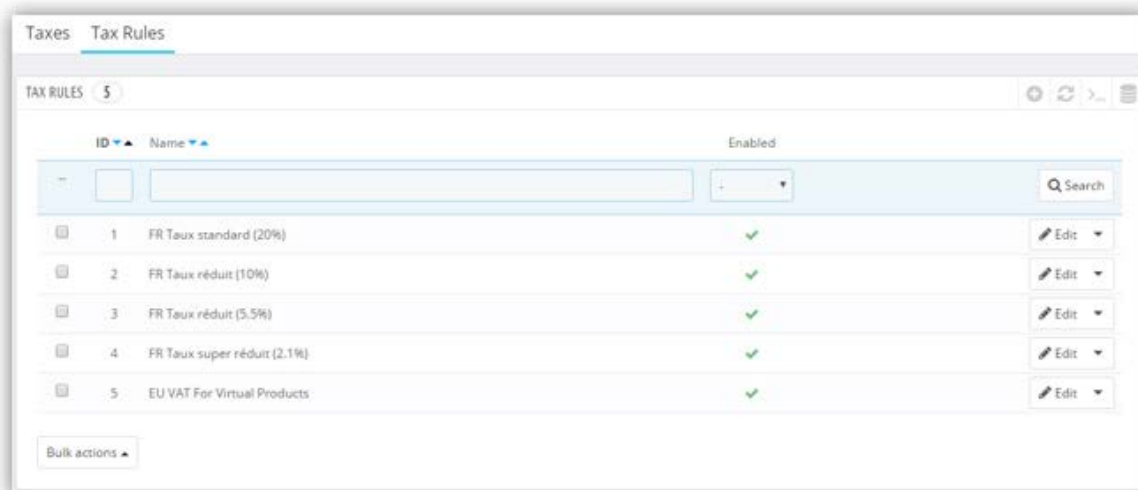 Taxes Tax Rules
TAX RULES 5
ID Name Enabled
-- - Search
1 FR Taux standard (20%) Edit
2 FR Taux réduit (10%) Edit
3 FR Taux réduit (5.5%) Edit
4 FR Taux super réduit (2.1%) Edit
5 EU VAT For Virtual Products Edit
Bulk actions